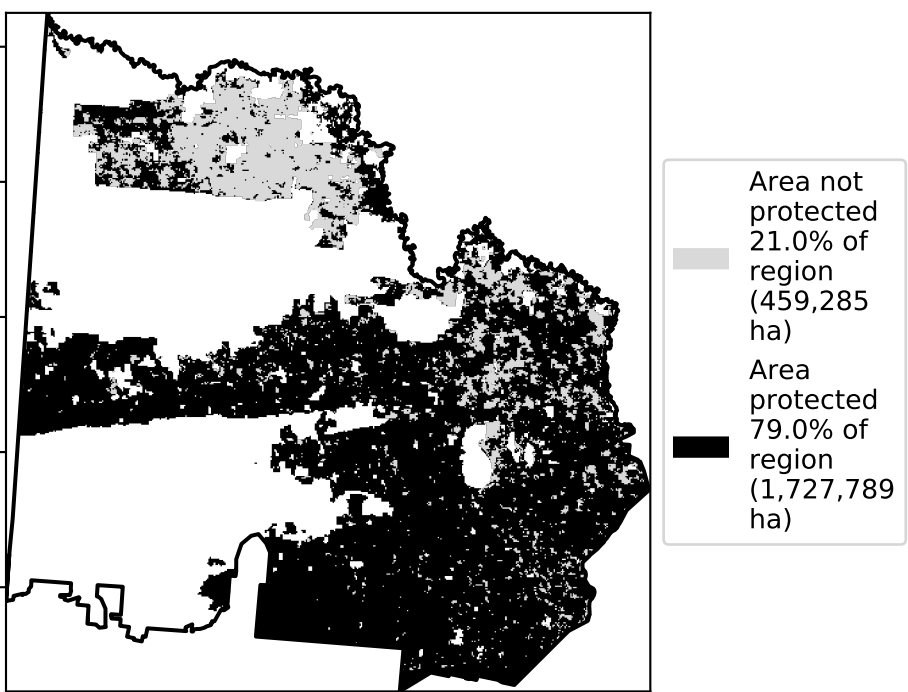 Area not
protected
21.0% of
region
(459,285
ha)
Area
protected
79.0% of
region
(1,727,789
ha)